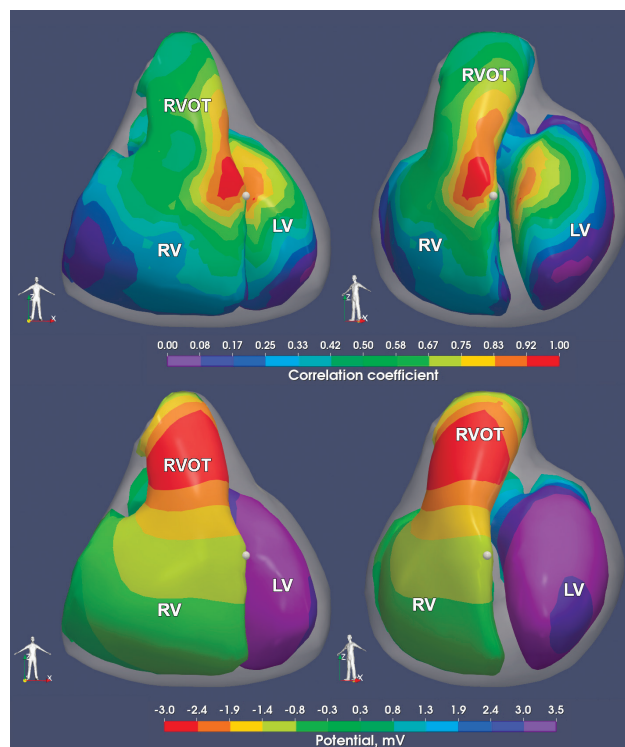 RVOT
RVOT
RV
LV
RV
LV
Z
X
Z
X
0.00 0.08 0.17 0.25 0.33 0.42 0.50 0.58 0.67 0.75 0.83 0.92 1.00
Correlation coefficient
RVOT
RVOT
RV
LV
RV
LV
Z
X
Z
X
-3.0 -2.4 -1.9 -1.4 -0.8 -0.3 0.3 0.8 1.3 1.9 2.4 3.0 3.5
Potential, mV